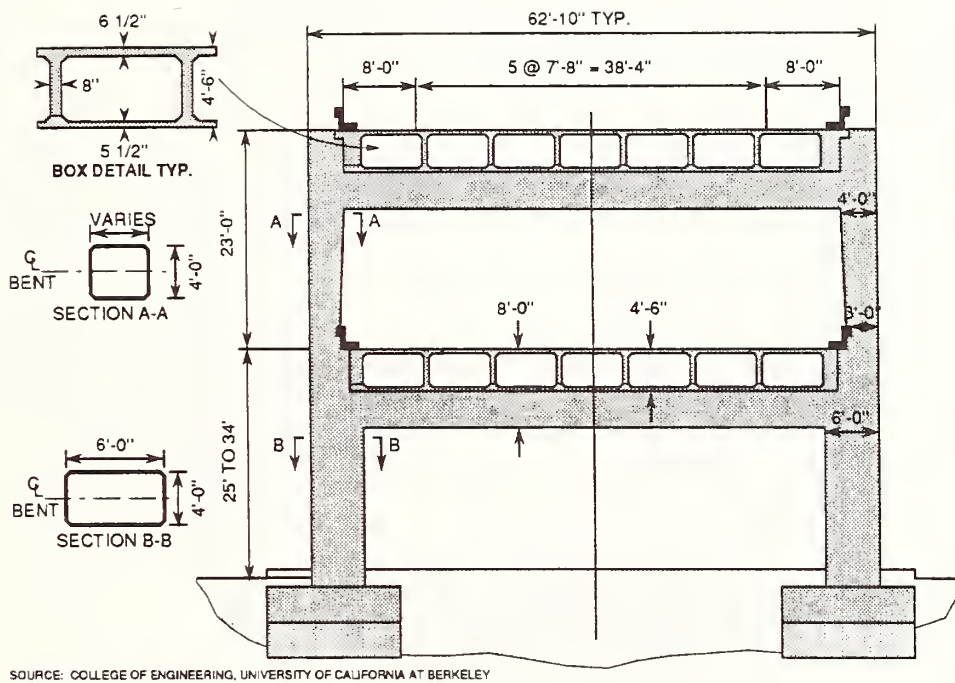 62'-10" TYP.
6 1/2"
8"
4'-6"
5 1/2"
BOX DETAIL TYP.
8'-0"
5 @ 7'-8" = 38'-4"
8'-0"
VARIES
℄
BENT
4'-0"
SECTION A-A
23'-0"
A
A
4'-0"
8'-0"
4'-6"
3'-0"
6'-0"
℄
BENT
4'-0"
SECTION B-B
25' TO 34'
B
B
6'-0"
SOURCE: COLLEGE OF ENGINEERING, UNIVERSITY OF CALIFORNIA AT BERKELEY